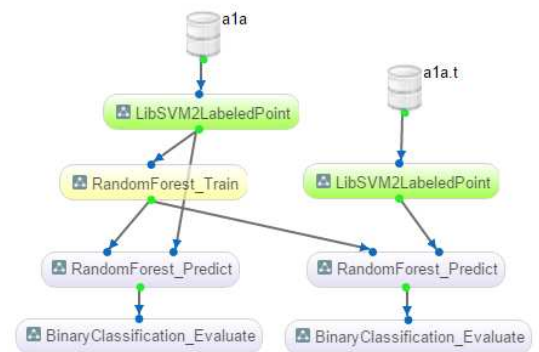 a1a
a1a.t
LibSVM2LabeledPoint
RandomForest_Train
LibSVM2LabeledPoint
RandomForest_Predict
RandomForest_Predict
BinaryClassification_Evaluate
BinaryClassification_Evaluate